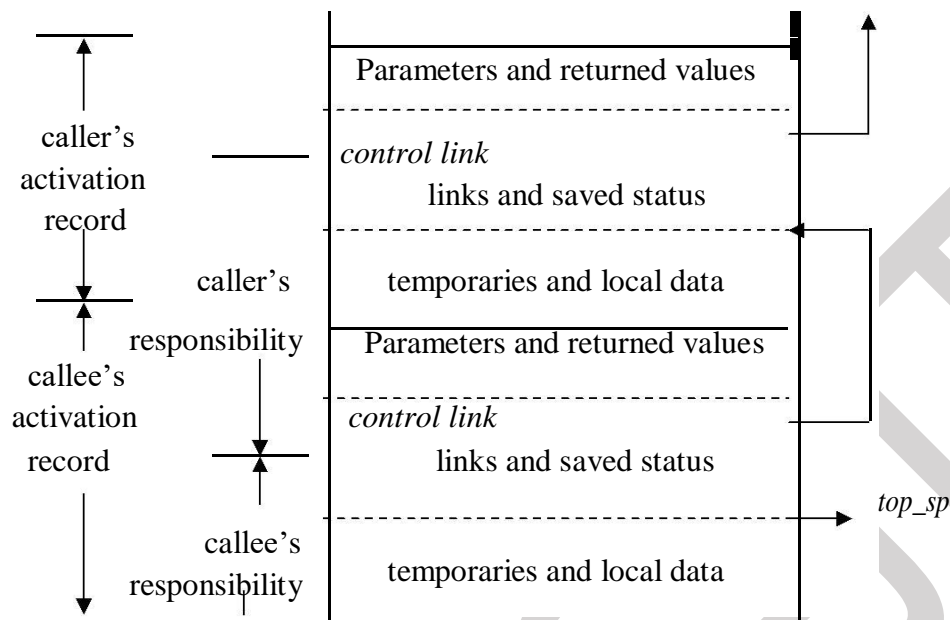 Parameters and returned values
caller's
activation
record
control link
links and saved status
caller's
responsibility
temporaries and local data
Parameters and returned values
callee's
activation
record
control link
links and saved status
top_sp
callee's
responsibility
temporaries and local data